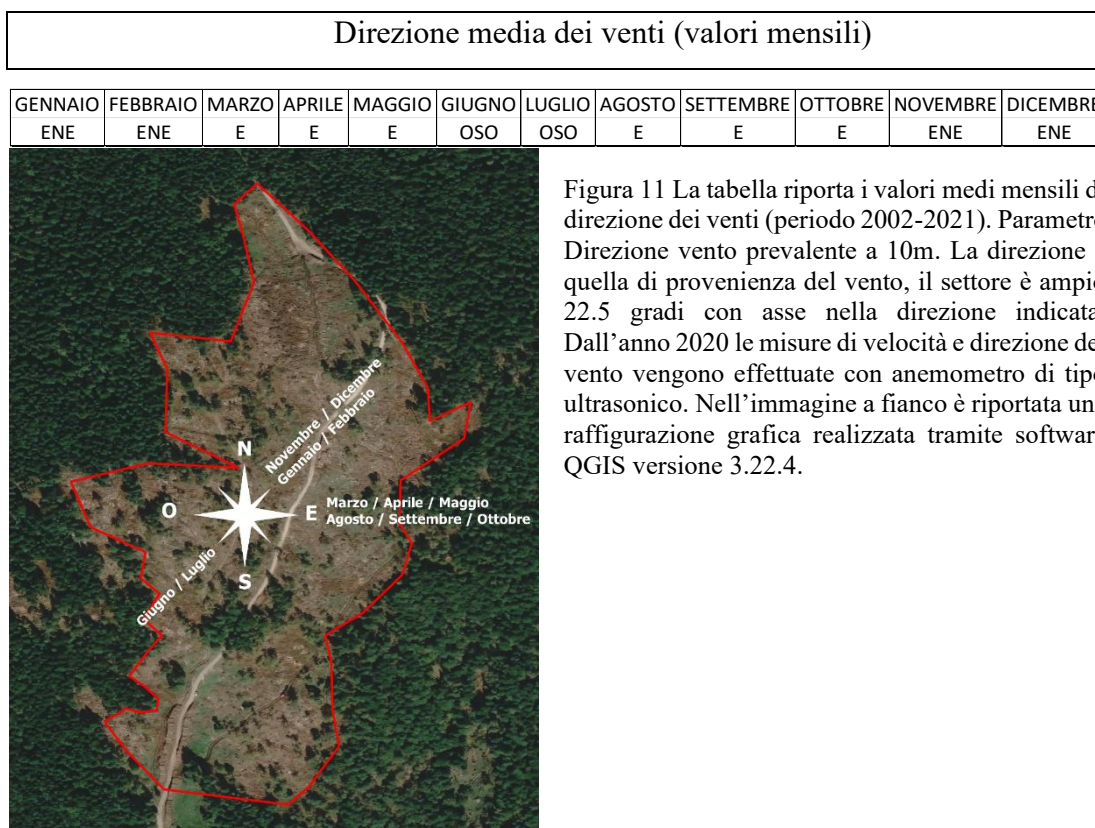 Direzione media dei venti (valori mensili)
GENNAIO FEBBRAIO MARZO APRILE MAGGIO GIUGNO LUGLIO AGOSTO SETTEMBRE OTTOBRE NOVEMBRE DICEMBRE
ENE ENE E E E OSO OSO E E E ENE ENE
Figura 11 La tabella riporta i valori medi mensili d
direzione dei venti (periodo 2002-2021). Parametro
Direzione vento prevalente a 10m. La direzione
quella di provenienza del vento, il settore è ampio
22.5 gradi con asse nella direzione indicata
Dall'anno 2020 le misure di velocità e direzione de
vento vengono effettuate con anemometro di tipo
ultrasonico. Nell'immagine a fianco è riportata un
raffigurazione grafica realizzata tramite softwar
QGIS versione 3.22.4.
Novembre / Dicembre
Gennaio / Febbraio
N
O
E
Marzo / Aprile / Maggio
Agosto / Settembre / Ottobre
S
Giugno / Luglio